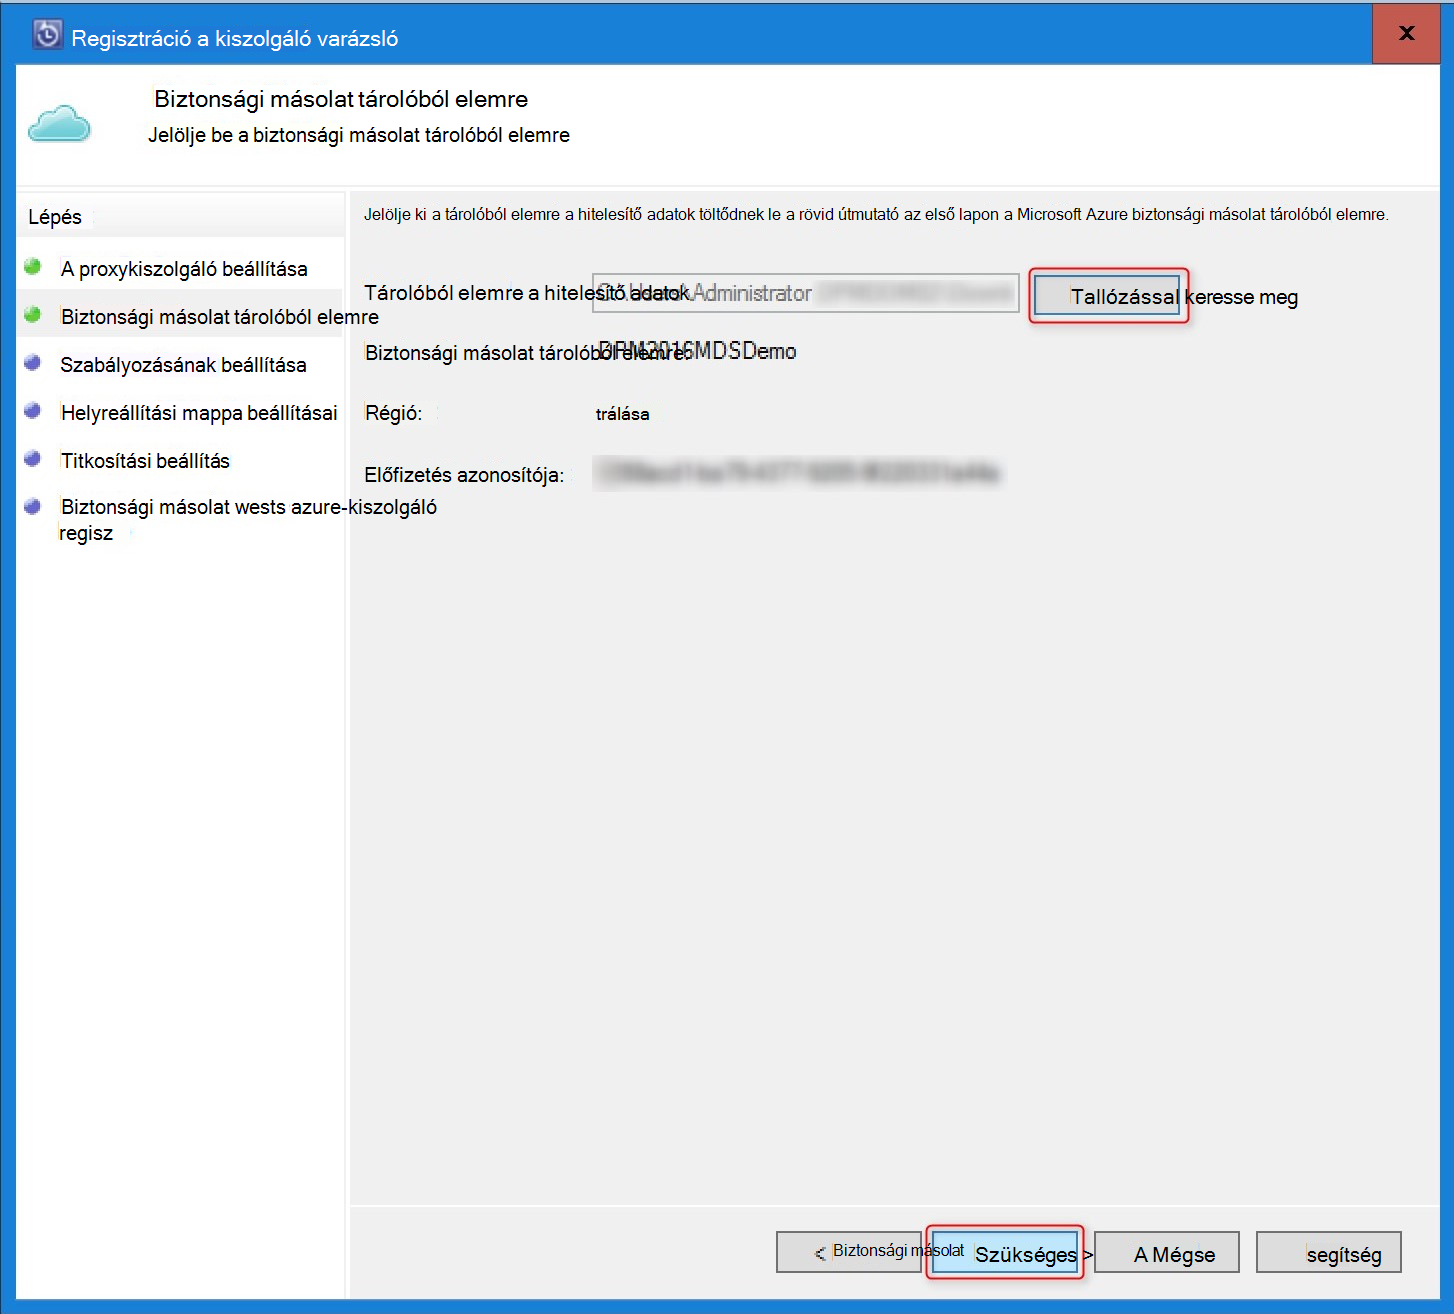 Regisztráció a kiszolgáló varázsló
x
Biztonsági másolat tárolóból elemre
Jelölje be a biztonsági másolat tárolóból elemre
Lépés
A proxykiszolgáló beállítása
Biztonsági másolat tárolóból elemre
Szabályozásának beállítása
Helyreállítási mappa beállításai
Titkosítási beállítás
Biztonsági másolat wests azure-kiszolgáló
regisz
Jelölje ki a tárolóból elemre a hitelesítő adatok töltődnek le a rövid útmutató az első lapon a Microsoft Azure biztonsági másolat tárolóból elemre.
Tárolóból elemre a hitelesítő adatok C:\Users\Administrator Tallózással keresse meg
Biztonsági másolat tárolóból elemre: DPM2016MDSDemo
Régió: trálása
Előfizetés azonosítója:
< Biztonsági másolat Szükséges > A Mégse segítség